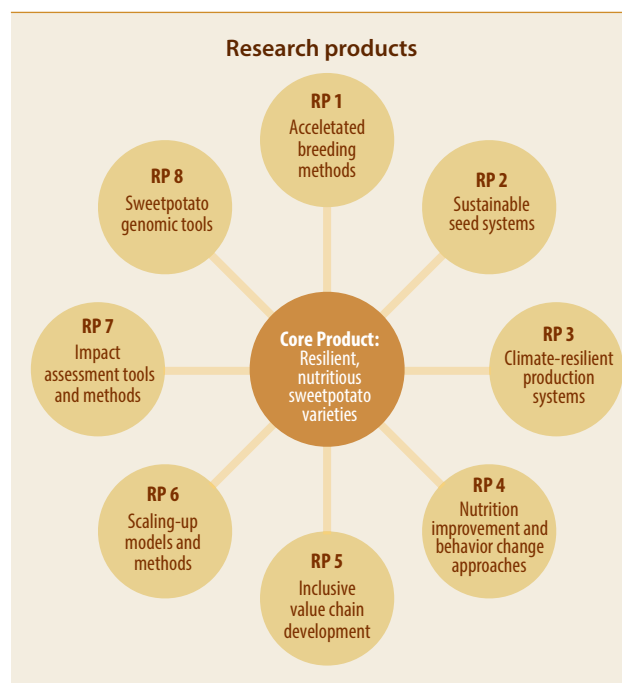 Research products
RP 1
Acceletated
breeding
methods
RP 2
Sustainable
seed systems
RP 3
Climate-resilient
production
systems
RP 4
Nutrition
improvement and
behavior change
approaches
RP 5
Inclusive
value chain
development
RP 6
Scaling-up
models and
methods
RP 7
Impact
assessment tools
and methods
RP 8
Sweetpotato
genomic tools
Core Product:
Resilient,
nutritious
sweetpotato
varieties